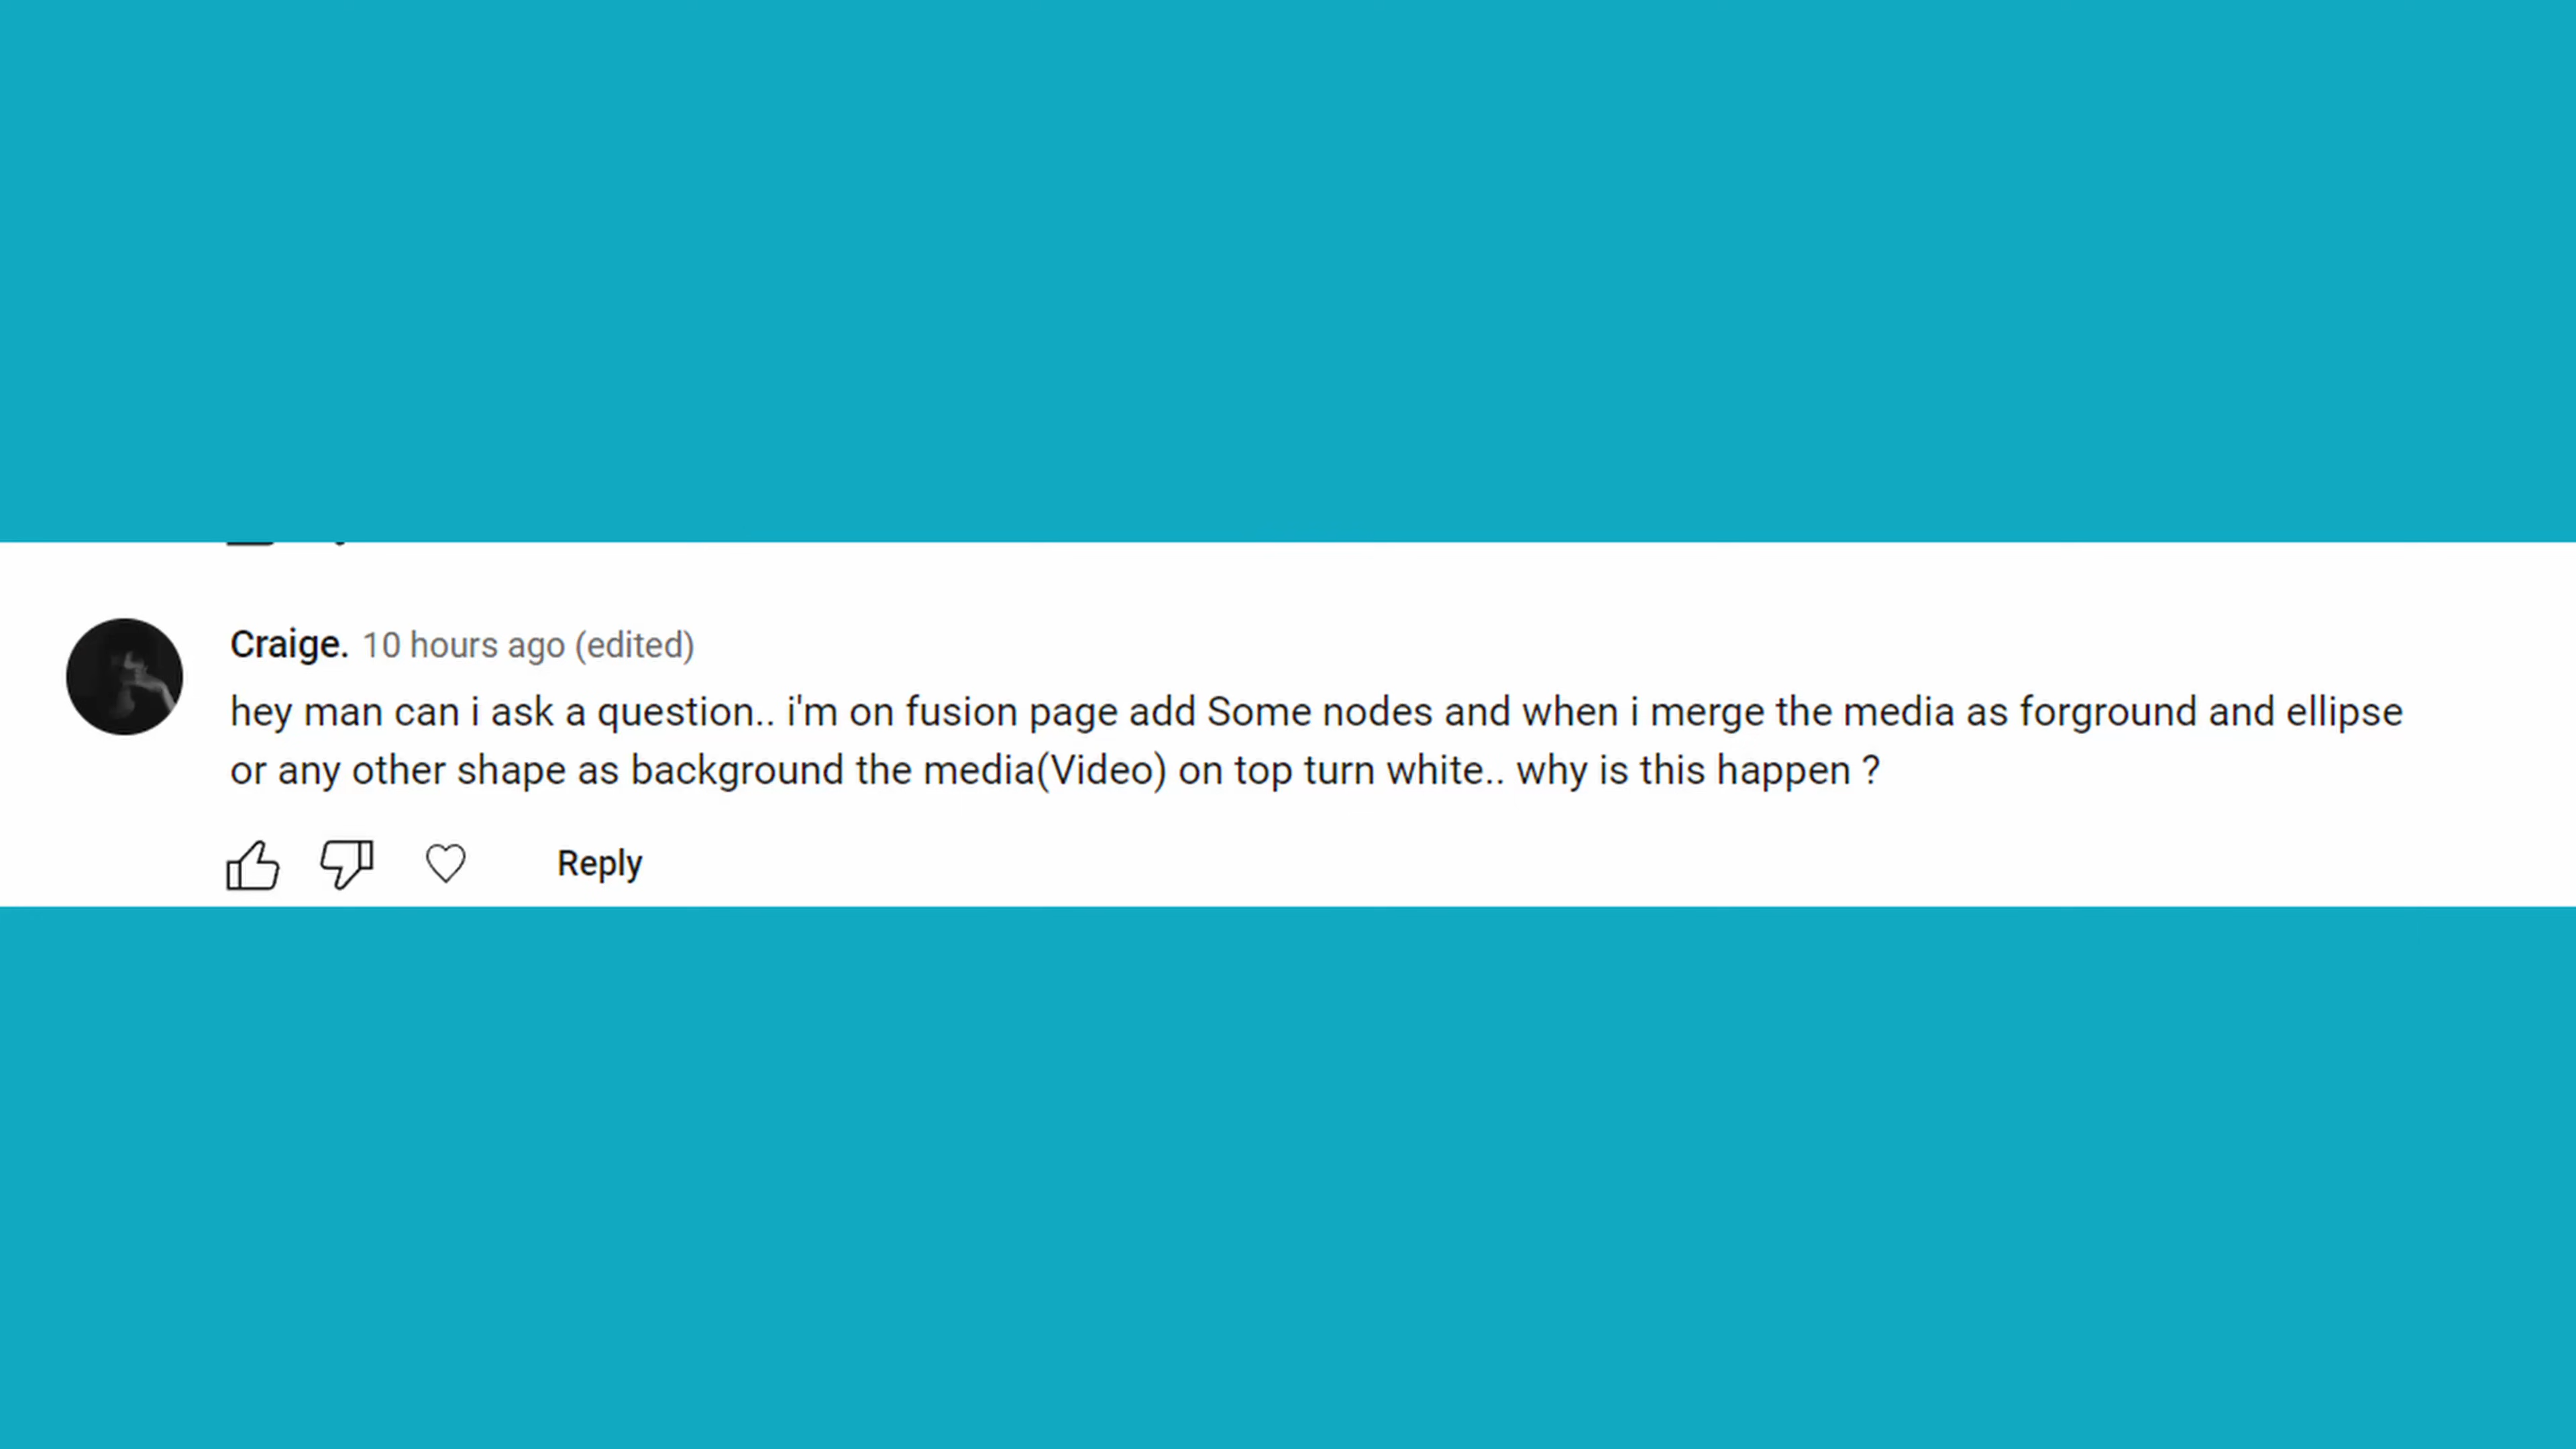 Craige. 10 hours ago (edited)
hey man can i ask a question.. i'm on fusion page add Some nodes and when i merge the media as forground and ellipse
or any other shape as background the media(Video) on top turn white.. why is this happen ?
Reply